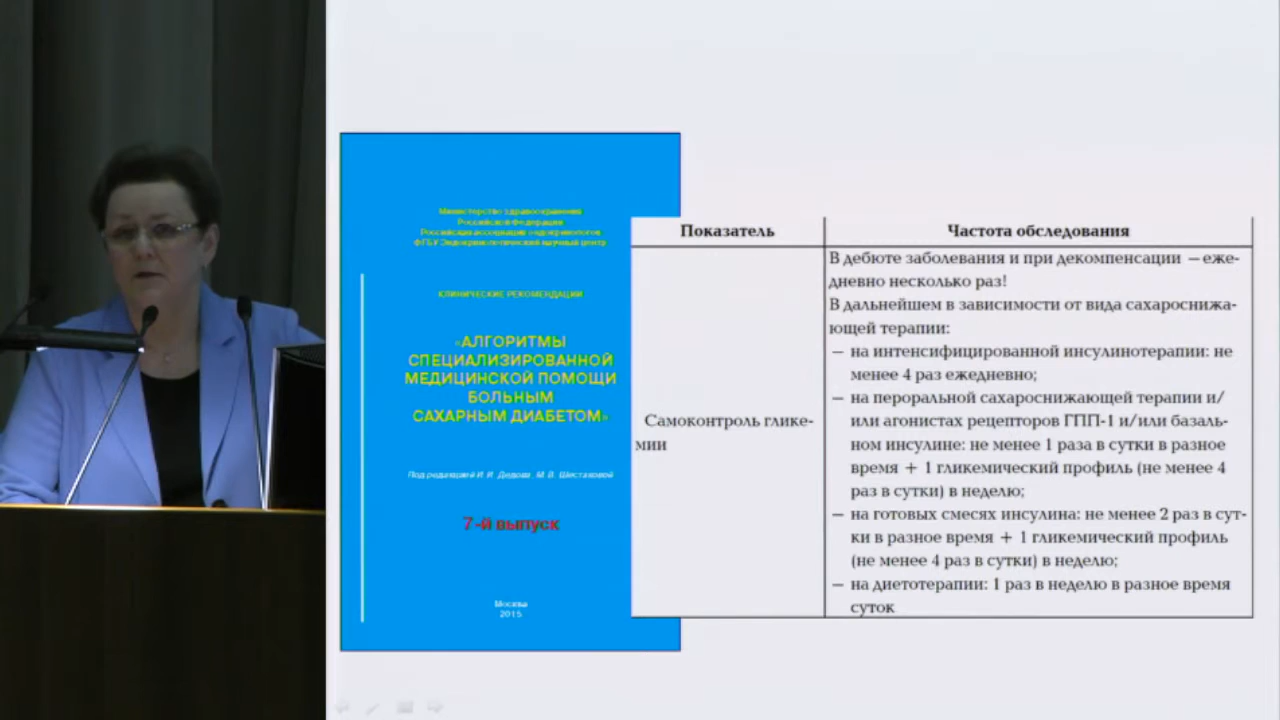 Министерство здравоохранения
Российской Федерации
Российская ассоциация эндокринологов
ФГБУ Эндокринологический научный центр
КЛИНИЧЕСКИЕ РЕКОМЕНДАЦИИ
«АЛГОРИТМЫ
СПЕЦИАЛИЗИРОВАННОЙ
МЕДИЦИНСКОЙ ПОМОЩИ
БОЛЬНЫМ
САХАРНЫМ ДИАБЕТОМ»
Под редакцией И.И. Дедова, М.В. Шестаковой
7-й выпуск
Москва
2015
Показатель
Частота обследования
Самоконтроль глике-
мии
В дебюте заболевания и при декомпенсации — еже-
дневно несколько раз!
В дальнейшем в зависимости от вида сахароснижа-
ющей терапии:
— на интенсифицированной инсулинотерапии: не
менее 4 раз ежедневно;
— на пероральной сахароснижающей терапии и/
или агонистах рецепторов ГПП-1 и/или базаль-
ном инсулине: не менее 1 раза в сутки в разное
время + 1 гликемический профиль (не менее 4
раз в сутки) в неделю;
— на готовых смесях инсулина: не менее 2 раз в сут-
ки в разное время + 1 гликемический профиль
(не менее 4 раз в сутки) в неделю;
— на диетотерапии: 1 раз в неделю в разное время
суток